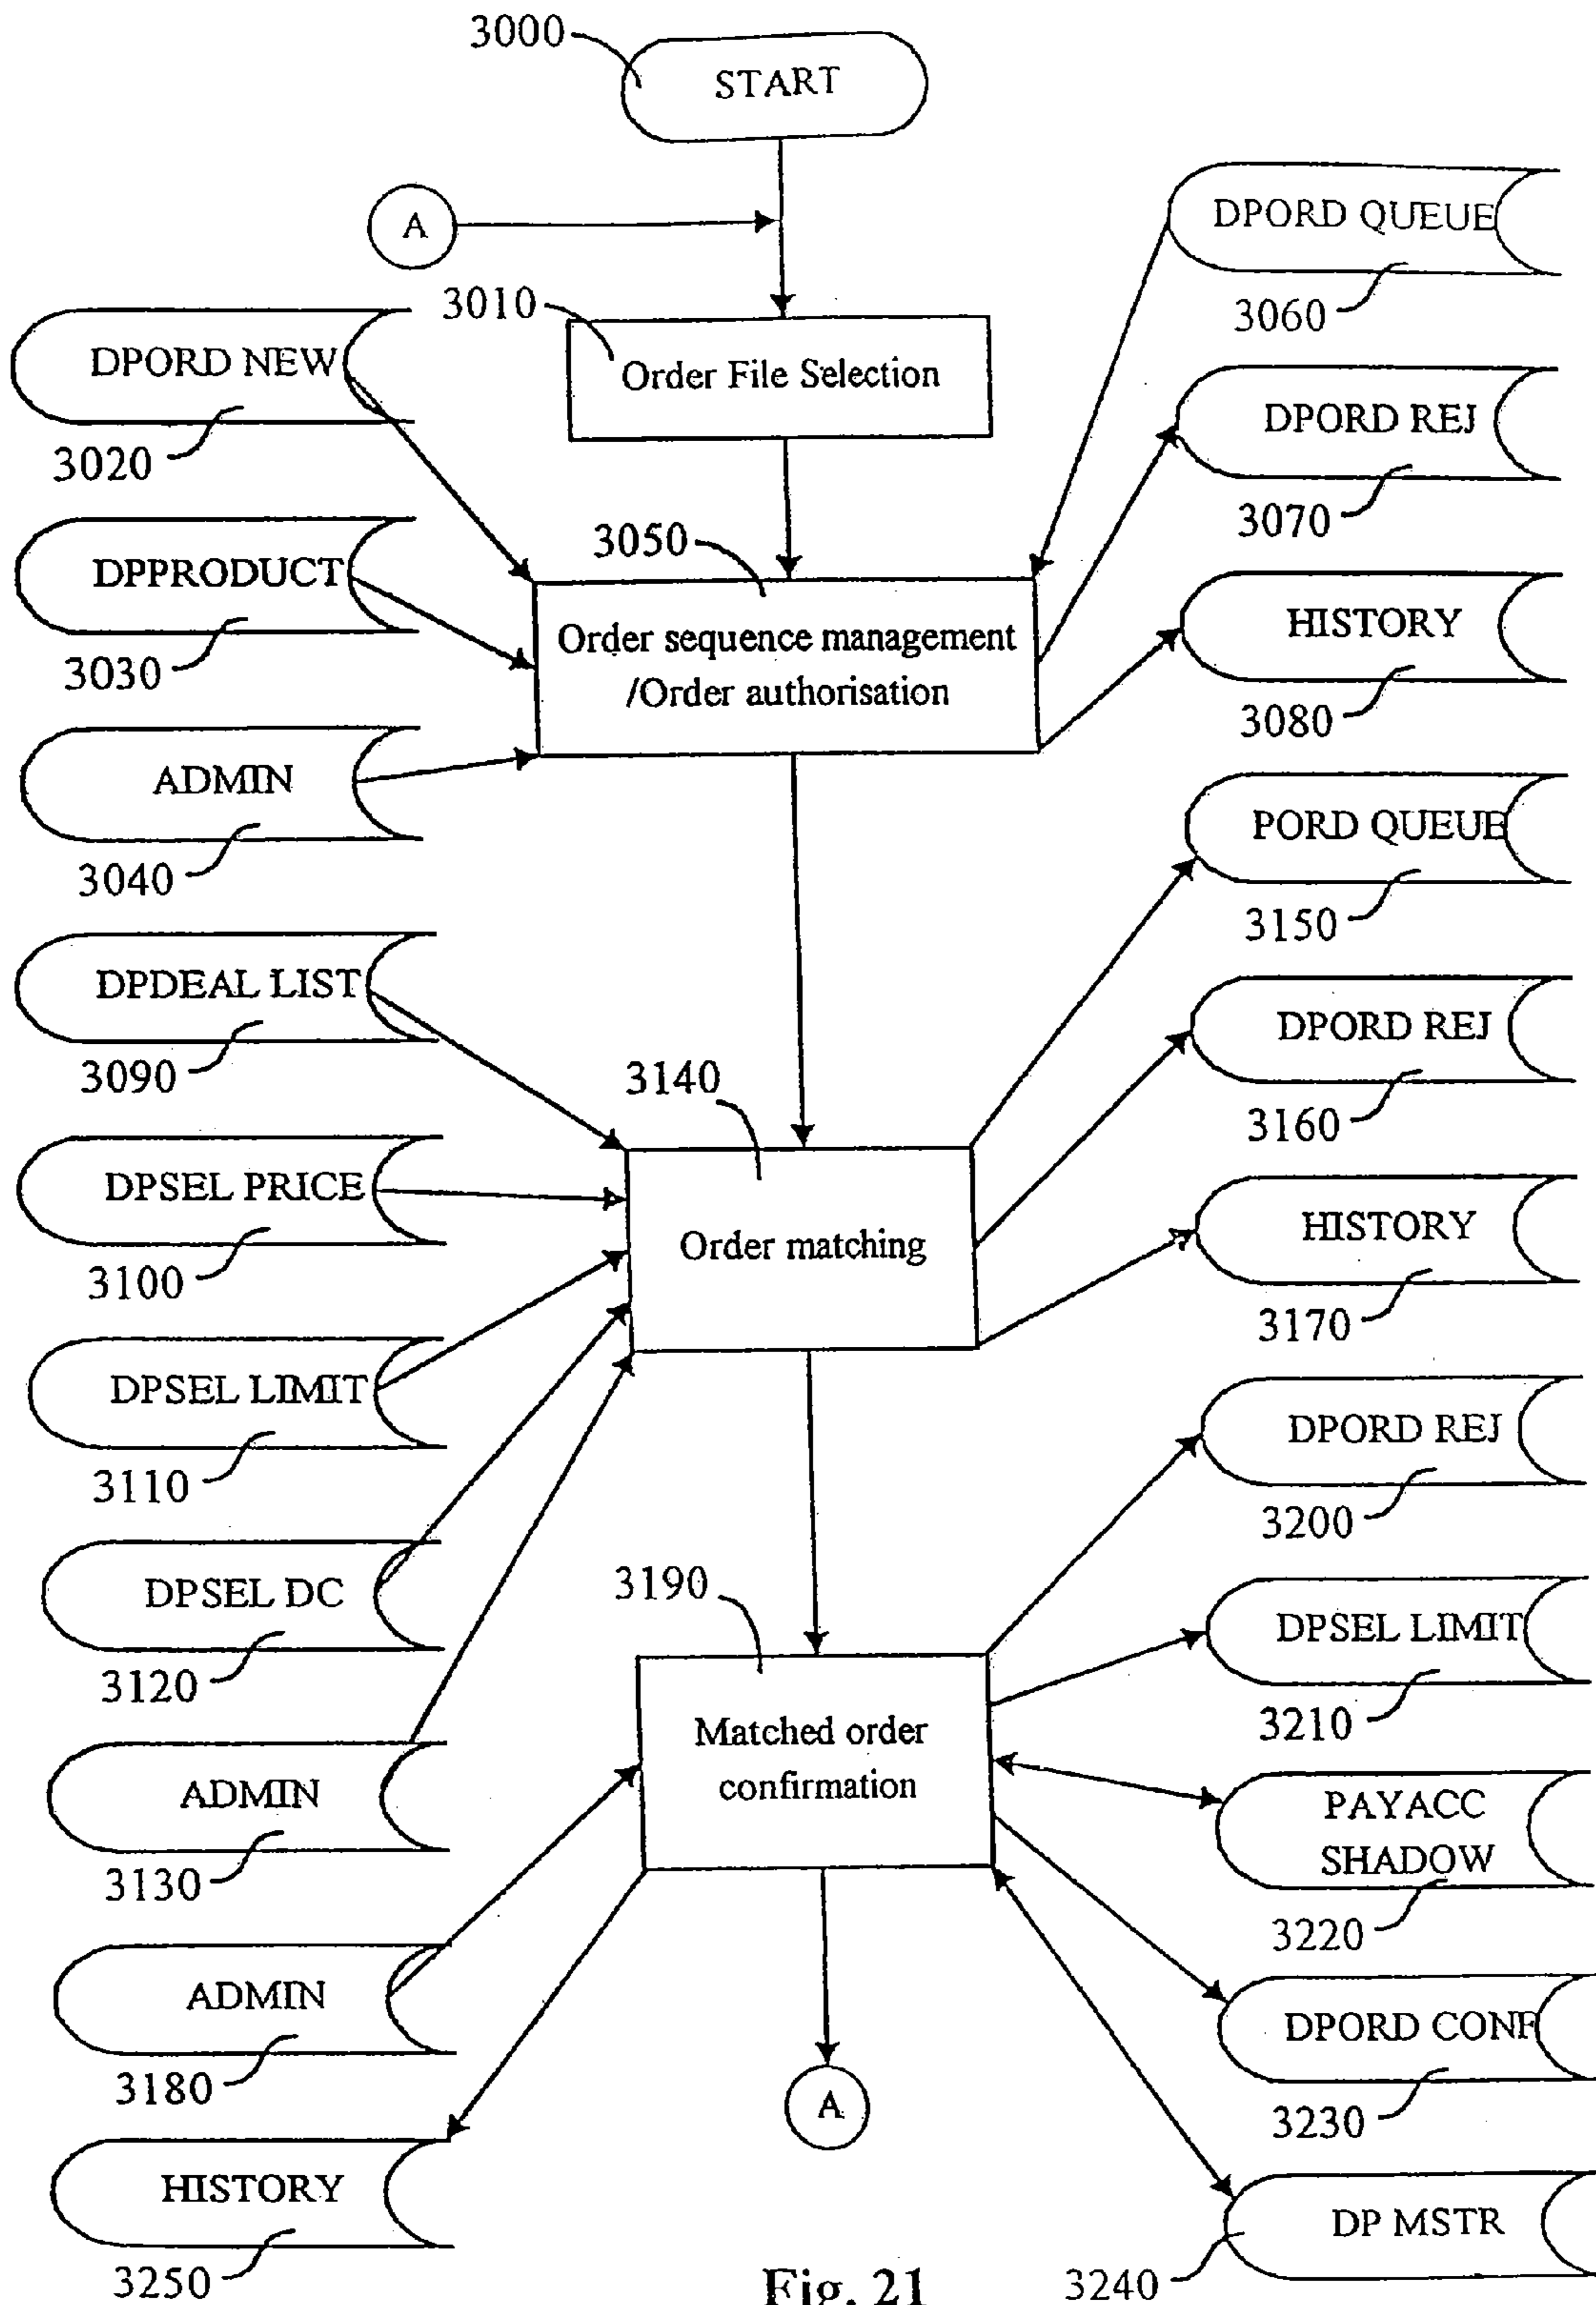 3000
START
A
DPORD QUEUE
3060
3010
Order File Selection
DPORD NEW
3020
DPORD REJ
3070
3050
DPPRODUCT
3030
Order sequence management
/Order authorisation
HISTORY
3080
ADMIN
3040
PORD QUEUE
3150
DPDEAL LIST
3090
DPORD REJ
3160
3140
DPSEL PRICE
3100
Order matching
HISTORY
3170
DPSEL LIMIT
3110
DPORD REJ
3200
DPSEL DC
3120
3190
DPSEL LIMIT
3210
ADMIN
3130
Matched order
confirmation
PAYACC
SHADOW
3220
ADMIN
3180
DPORD CONF
3230
A
HISTORY
3250
DP MSTR
3240
Fig. 21